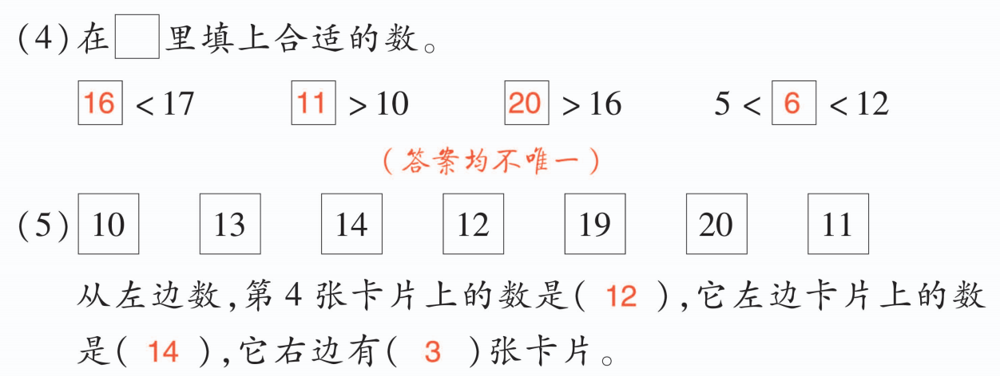 (4)在□里填上合适的数。
16 < 17 11 > 10 20 > 16 5 < 6 < 12
(答案均不唯一)
(5) 10 13 14 12 19 20 11
从左边数,第4张卡片上的数是( 12 ),它左边卡片上的数
是( 14 ),它右边有( 3 )张卡片。